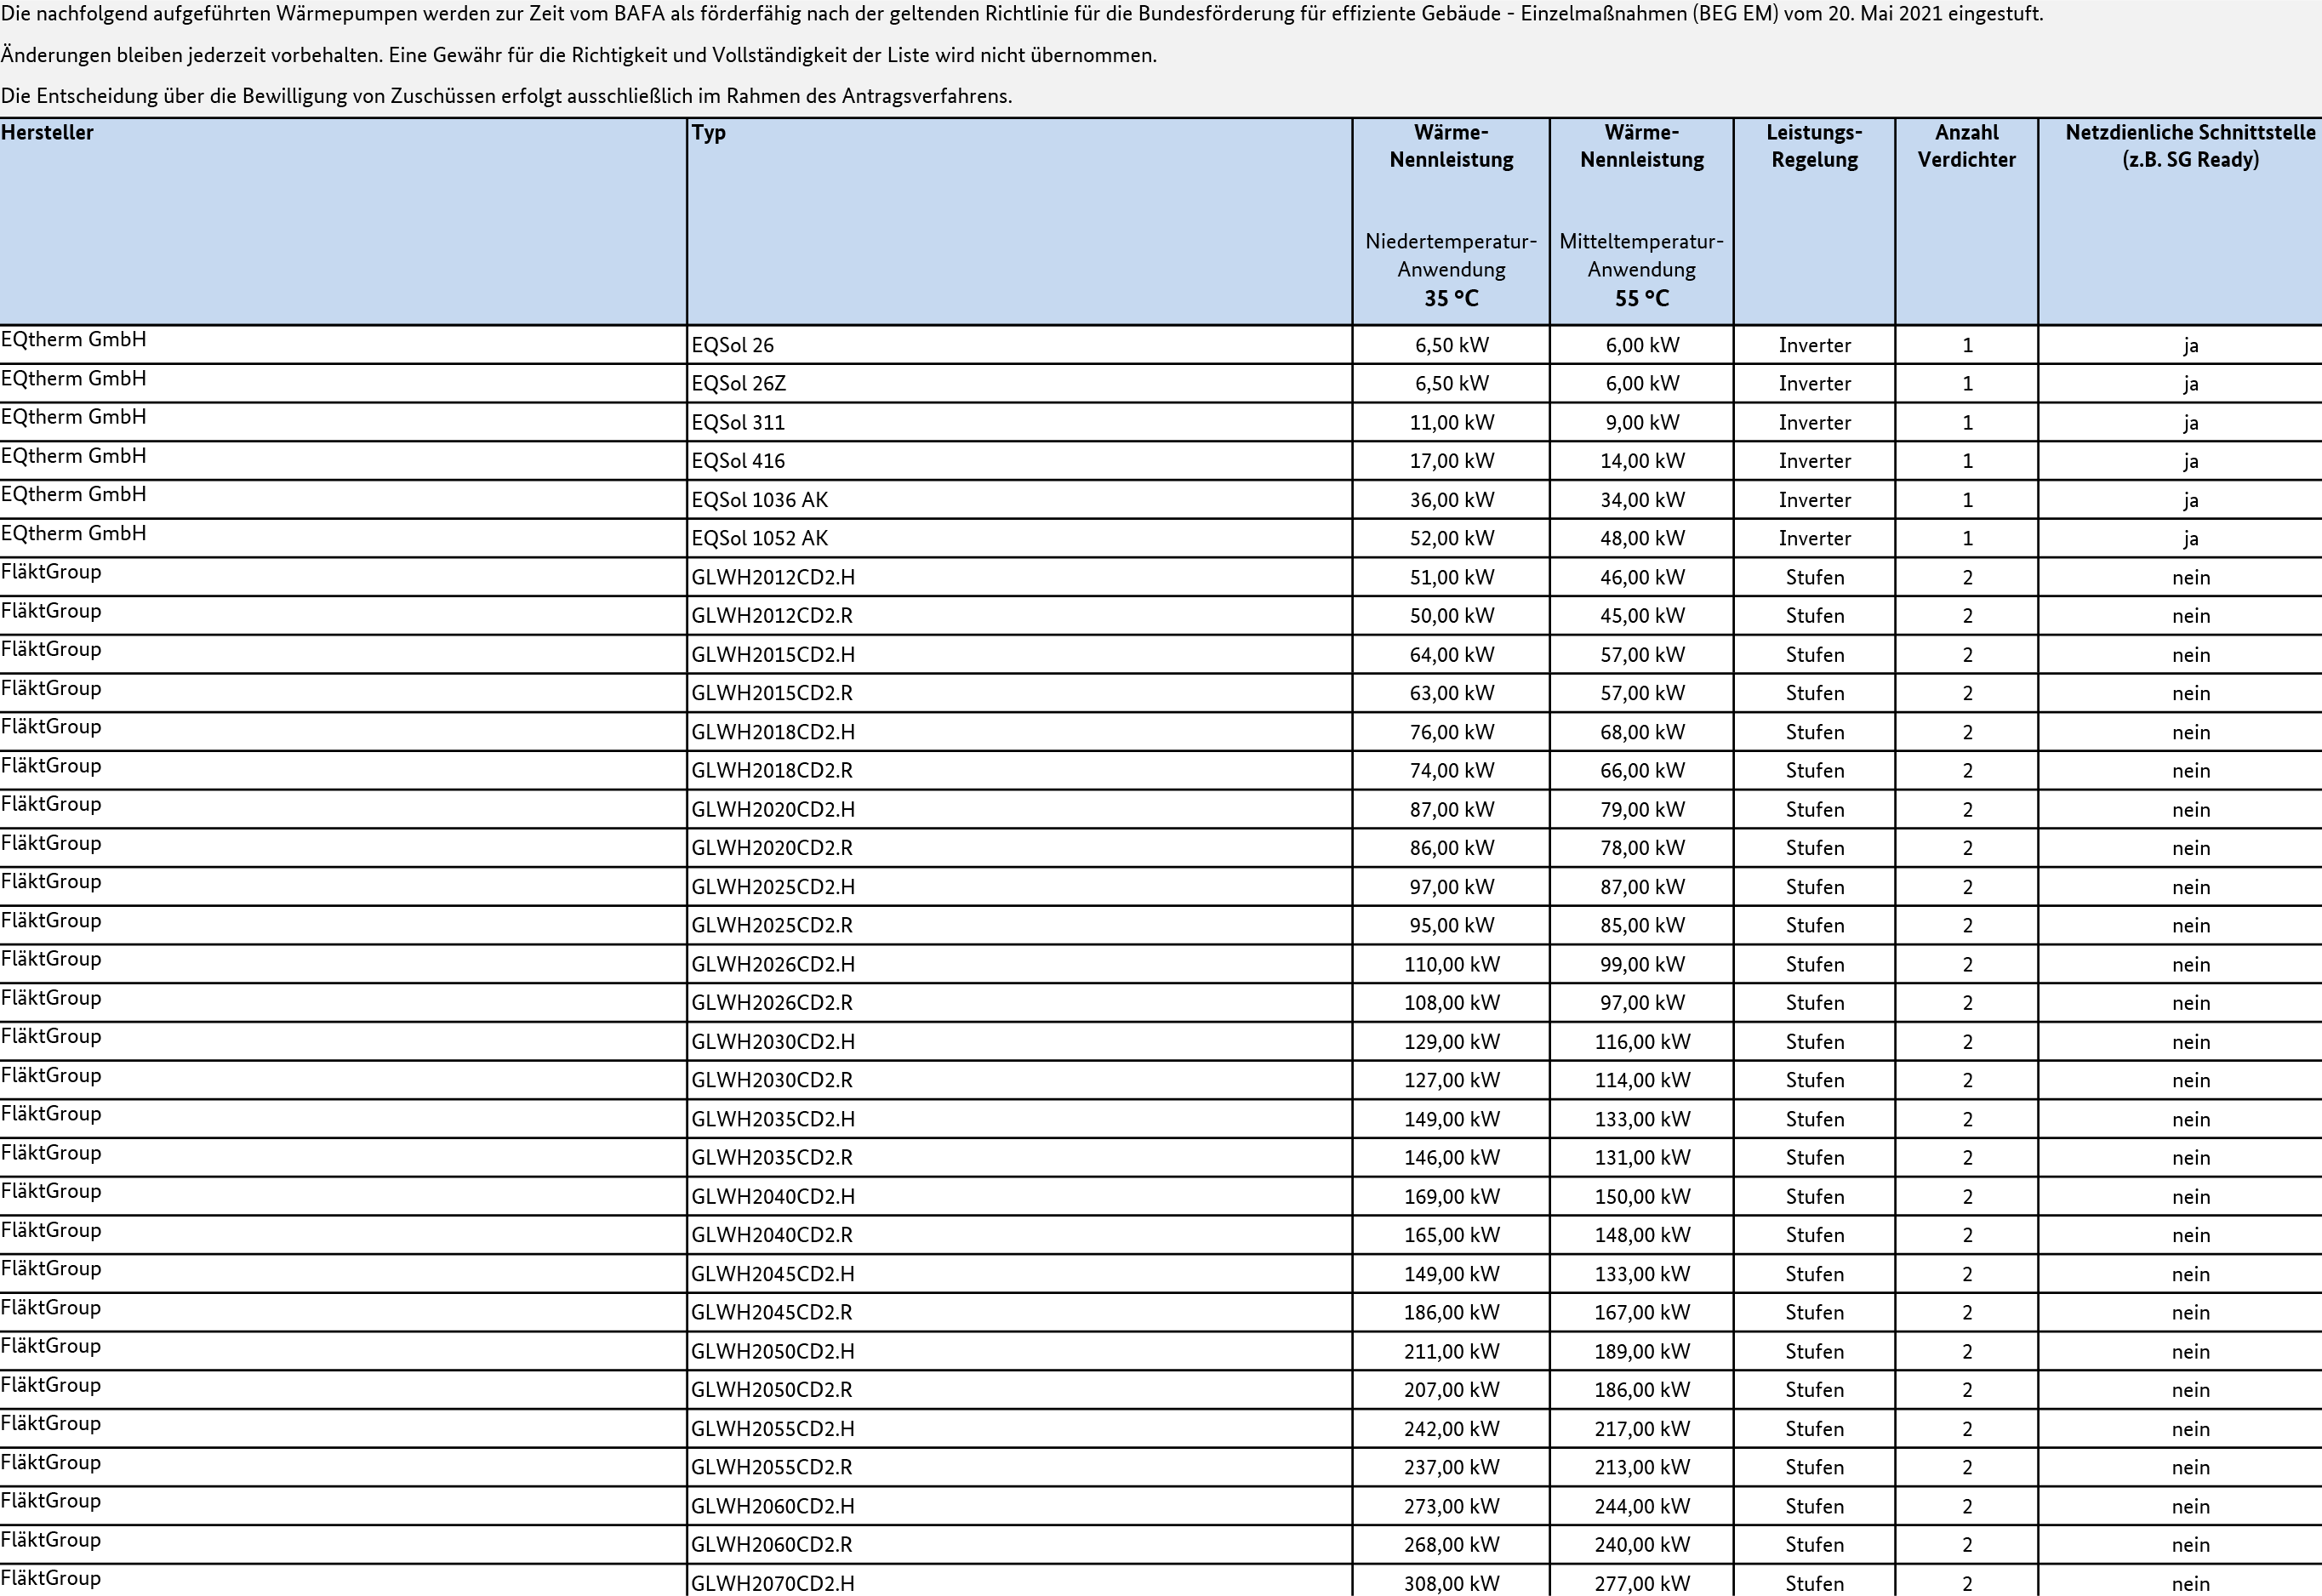 Die nachfolgend aufgeführten Wärmepumpen werden zur Zeit vom BAFA als förderfähig nach der geltenden Richtlinie für die Bundesförderung für effiziente Gebäude - Einzelmaßnahmen (BEG EM) vom 20. Mai 2021 eingestuft.
Änderungen bleiben jederzeit vorbehalten. Eine Gewähr für die Richtigkeit und Vollständigkeit der Liste wird nicht übernommen.
Die Entscheidung über die Bewilligung von Zuschüssen erfolgt ausschließlich im Rahmen des Antragsverfahrens.
Hersteller Typ Wärme- Wärme- Leistungs- Anzahl Netzdienliche Schnittstelle
Nennleistung Nennleistung Regelung Verdichter (z.B. SG Ready)
Niedertemperatur- Mitteltemperatur-
Anwendung Anwendung
35 °C 55 °C
EQtherm GmbH EQSol 26 6,50 kW 6,00 kW Inverter 1 ja
EQtherm GmbH EQSol 26Z 6,50 kW 6,00 kW Inverter 1 ja
EQtherm GmbH EQSol 311 11,00 kW 9,00 kW Inverter 1 ja
EQtherm GmbH EQSol 416 17,00 kW 14,00 kW Inverter 1 ja
EQtherm GmbH EQSol 1036 AK 36,00 kW 34,00 kW Inverter 1 ja
EQtherm GmbH EQSol 1052 AK 52,00 kW 48,00 kW Inverter 1 ja
FläktGroup GLWH2012CD2.H 51,00 kW 46,00 kW Stufen 2 nein
FläktGroup GLWH2012CD2.R 50,00 kW 45,00 kW Stufen 2 nein
FläktGroup GLWH2015CD2.H 64,00 kW 57,00 kW Stufen 2 nein
FläktGroup GLWH2015CD2.R 63,00 kW 57,00 kW Stufen 2 nein
FläktGroup GLWH2018CD2.H 76,00 kW 68,00 kW Stufen 2 nein
FläktGroup GLWH2018CD2.R 74,00 kW 66,00 kW Stufen 2 nein
FläktGroup GLWH2020CD2.H 87,00 kW 79,00 kW Stufen 2 nein
FläktGroup GLWH2020CD2.R 86,00 kW 78,00 kW Stufen 2 nein
FläktGroup GLWH2025CD2.H 97,00 kW 87,00 kW Stufen 2 nein
FläktGroup GLWH2025CD2.R 95,00 kW 85,00 kW Stufen 2 nein
FläktGroup GLWH2026CD2.H 110,00 kW 99,00 kW Stufen 2 nein
FläktGroup GLWH2026CD2.R 108,00 kW 97,00 kW Stufen 2 nein
FläktGroup GLWH2030CD2.H 129,00 kW 116,00 kW Stufen 2 nein
FläktGroup GLWH2030CD2.R 127,00 kW 114,00 kW Stufen 2 nein
FläktGroup GLWH2035CD2.H 149,00 kW 133,00 kW Stufen 2 nein
FläktGroup GLWH2035CD2.R 146,00 kW 131,00 kW Stufen 2 nein
FläktGroup GLWH2040CD2.H 169,00 kW 150,00 kW Stufen 2 nein
FläktGroup GLWH2040CD2.R 165,00 kW 148,00 kW Stufen 2 nein
FläktGroup GLWH2045CD2.H 149,00 kW 133,00 kW Stufen 2 nein
FläktGroup GLWH2045CD2.R 186,00 kW 167,00 kW Stufen 2 nein
FläktGroup GLWH2050CD2.H 211,00 kW 189,00 kW Stufen 2 nein
FläktGroup GLWH2050CD2.R 207,00 kW 186,00 kW Stufen 2 nein
FläktGroup GLWH2055CD2.H 242,00 kW 217,00 kW Stufen 2 nein
FläktGroup GLWH2055CD2.R 237,00 kW 213,00 kW Stufen 2 nein
FläktGroup GLWH2060CD2.H 273,00 kW 244,00 kW Stufen 2 nein
FläktGroup GLWH2060CD2.R 268,00 kW 240,00 kW Stufen 2 nein
FläktGroup GLWH2070CD2.H 308,00 kW 277,00 kW Stufen 2 nein